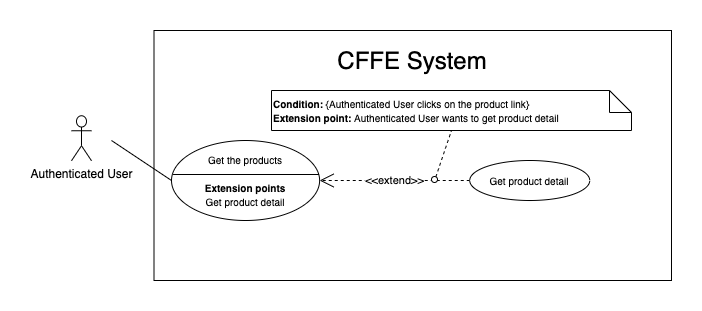 CFFE System
Condition: {Authenticated User clicks on the product link}
Extension point: Authenticated User wants to get product detail
Authenticated User
Get the products
Extension points
Get product detail
<<extend>>
Get product detail